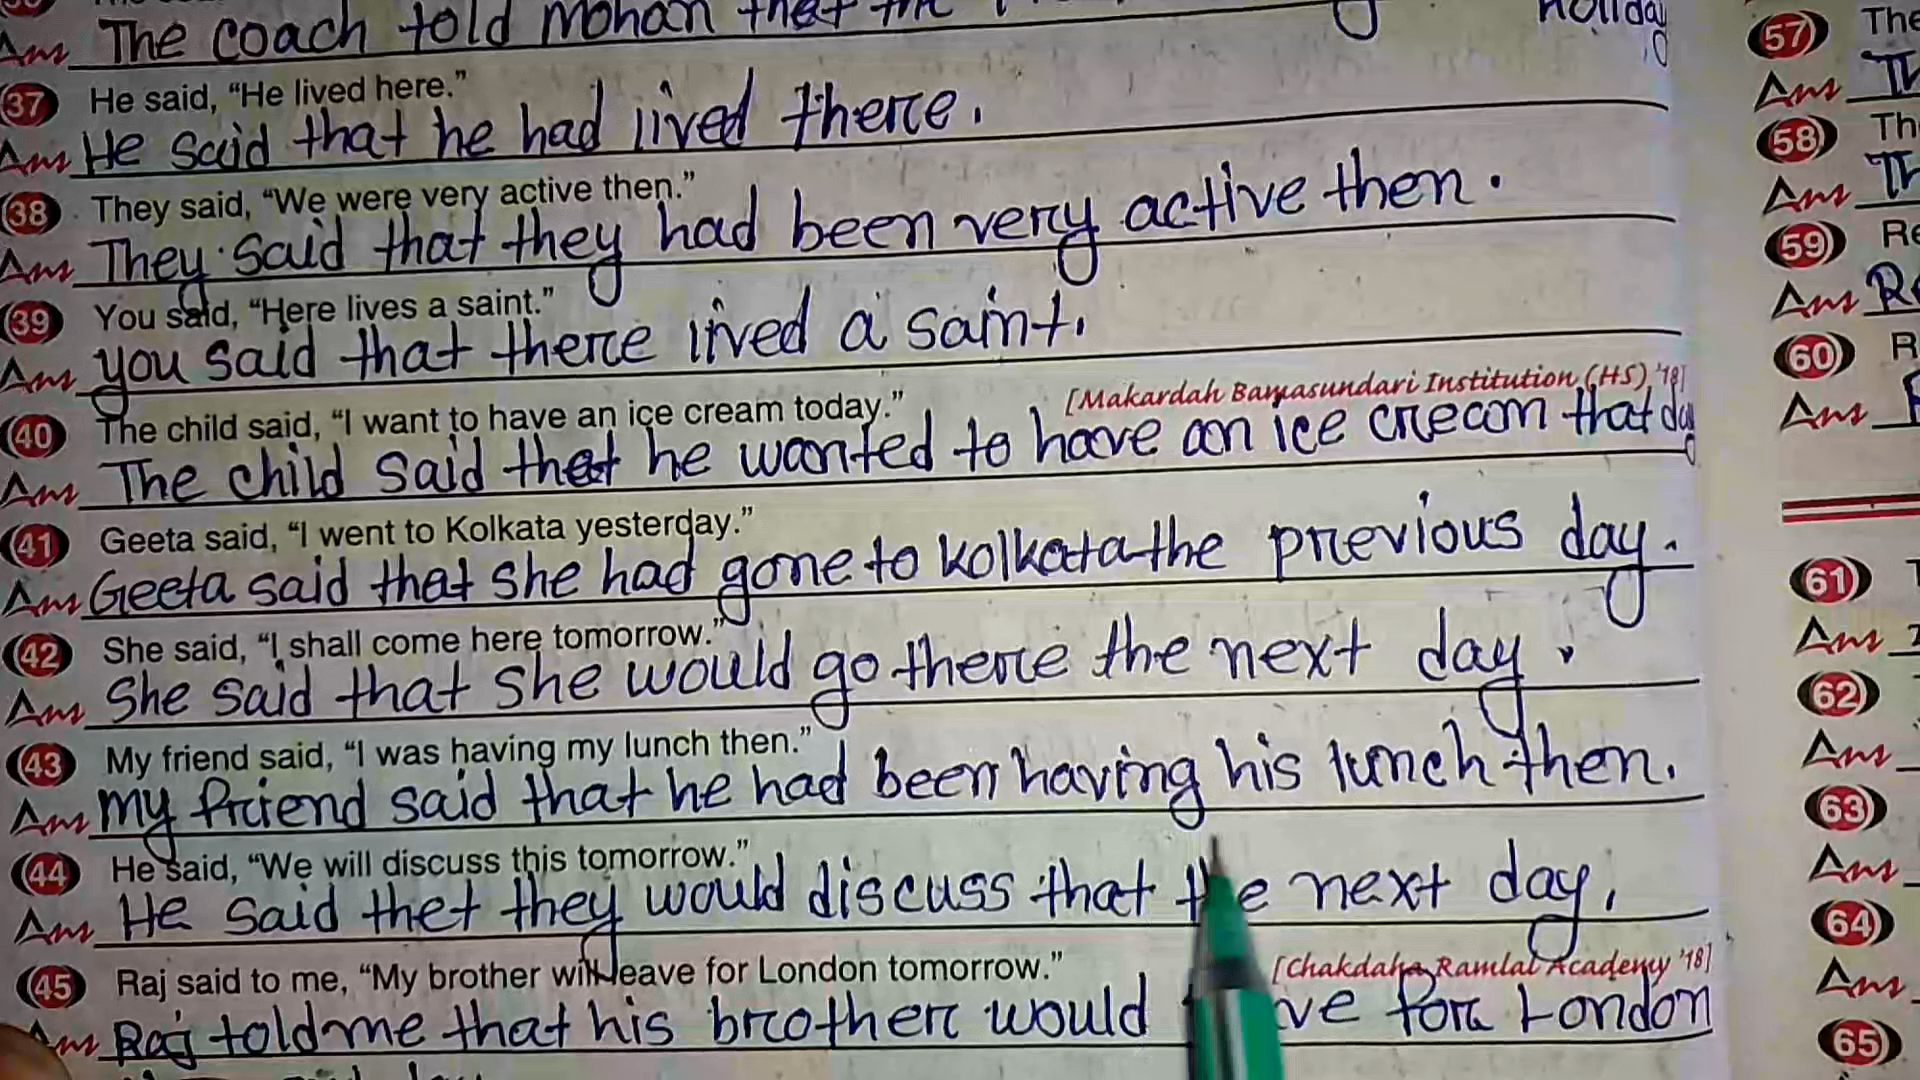 Ans The coach told Mohan that the
holiday
37 He said, “He lived here.”
Ans He said that he had lived there.
38 They said, “We were very active then.”
Ans They said that they had been very active then.
39 You said, “Here lives a saint.”
Ans you said that there lived a saint.
[Makardah Bamasundari Institution (HS), '18]
40 The child said, “I want to have an ice cream today.”
Ans The child said that he wanted to have an ice cream that day
41 Geeta said, “I went to Kolkata yesterday.”
Ans Geeta said that she had gone to kolkata the previous day.
42 She said, “I shall come here tomorrow.”
Ans She said that she would go there the next day.
43 My friend said, “I was having my lunch then.”
Ans my friend said that he had been having his lunch then.
44 He said, “We will discuss this tomorrow.”
Ans He said thet they would discuss that the next day.
45 Raj said to me, “My brother will leave for London tomorrow.”
[Chakdaha Ramlal Academy '18]
Ans Raj told me that his brother would ve for London
57 The
Ans Th
58 Th
Ans Th
59 Re
Ans Re
60 R
Ans
61
Ans
62
Ans
63
Ans
64
Ans
65